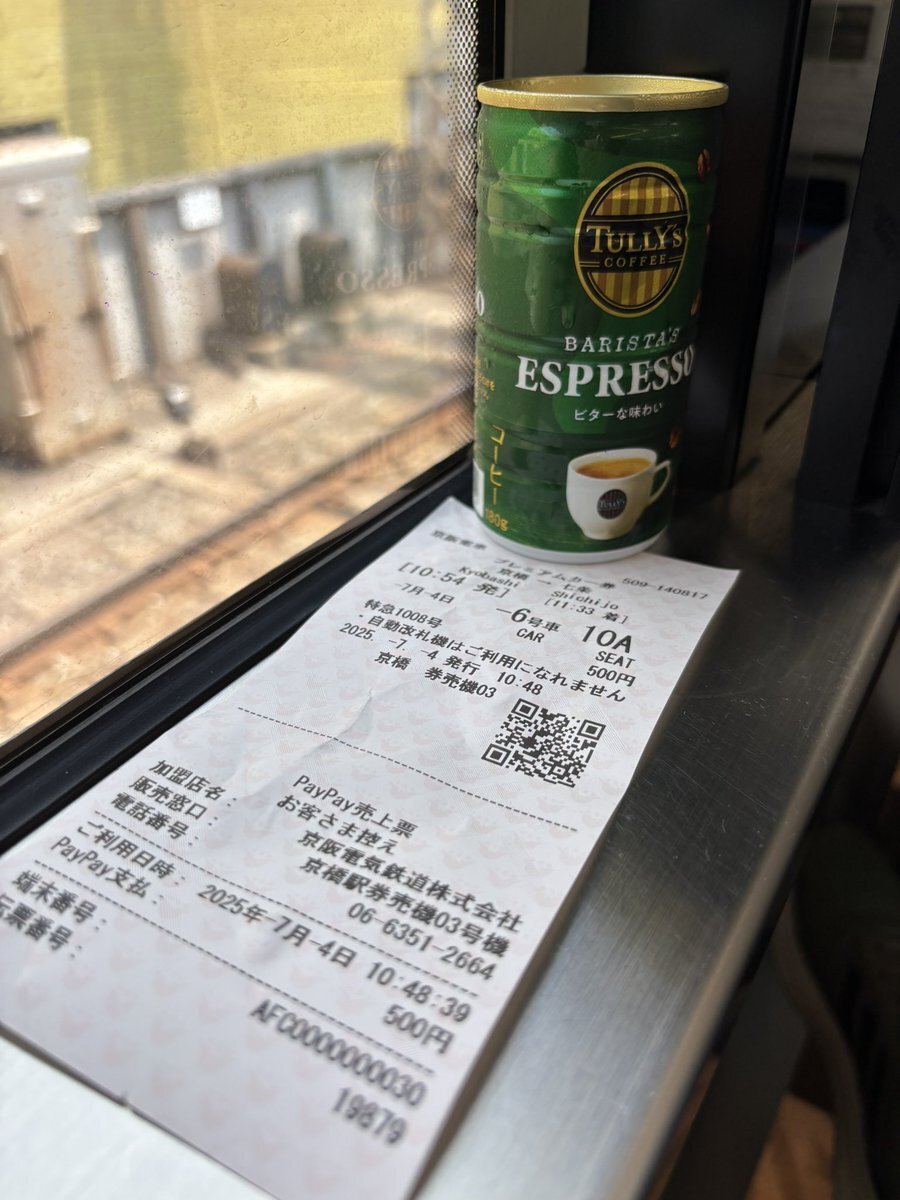 TULLY'S
COFFEE
BARISTA'S
ESPRESSO
ビターな味わい
コーヒー
180g
TULLY'S
京阪電車
プレミアムカー券 509-140817
京橋 → 七条
Kyobashi Shichijo
[10:54 発] [11:33 着]
-7月-4日 -6号車 10A
CAR SEAT
特急1008号 500円
・自動改札機はご利用になれません
2025. -7. -4 発行 10:48
京橋 券売機03
PayPay売上票
お客さま控え
加盟店名: 京阪電気鉄道株式会社
販売窓口: 京橋駅券売機03号機
電話番号: 06-6351-2664
ご利用日時: 2025年-7月-4日 10:48:39
PayPay支払: 500円
端末番号: AFC0000000030
伝票番号: 19879